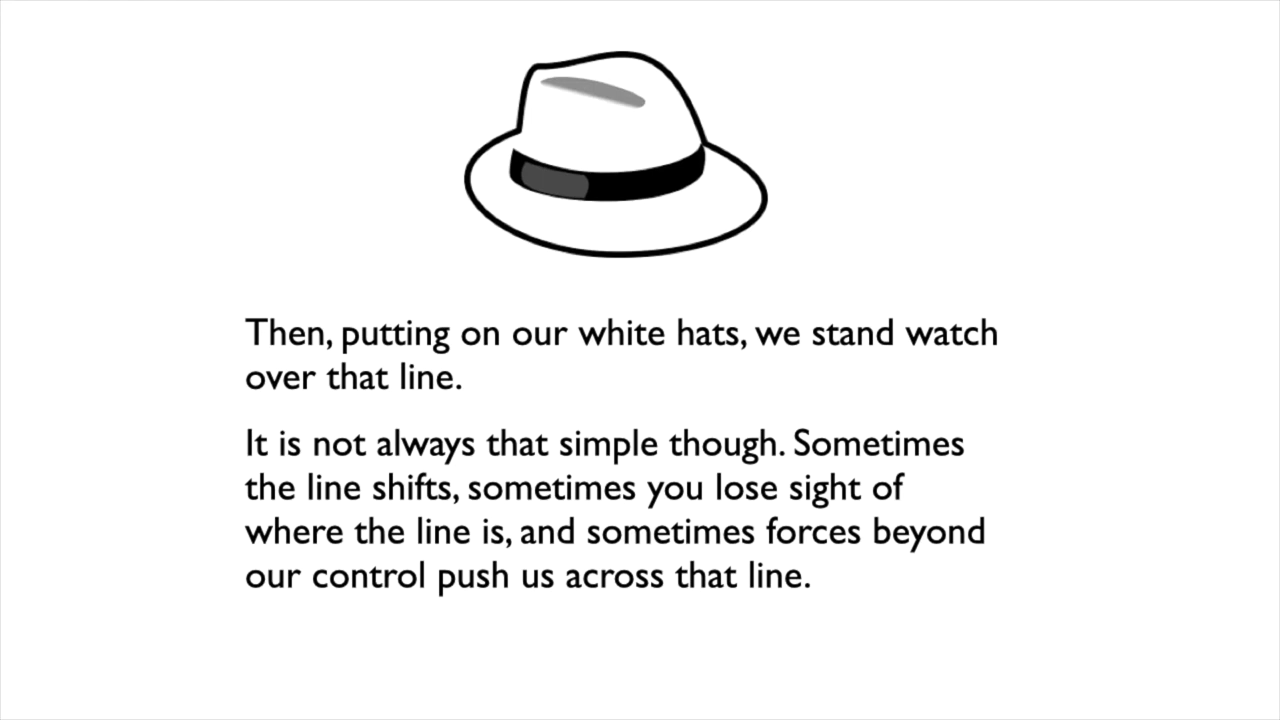 Then, putting on our white hats, we stand watch
over that line.
It is not always that simple though. Sometimes
the line shifts, sometimes you lose sight of
where the line is, and sometimes forces beyond
our control push us across that line.